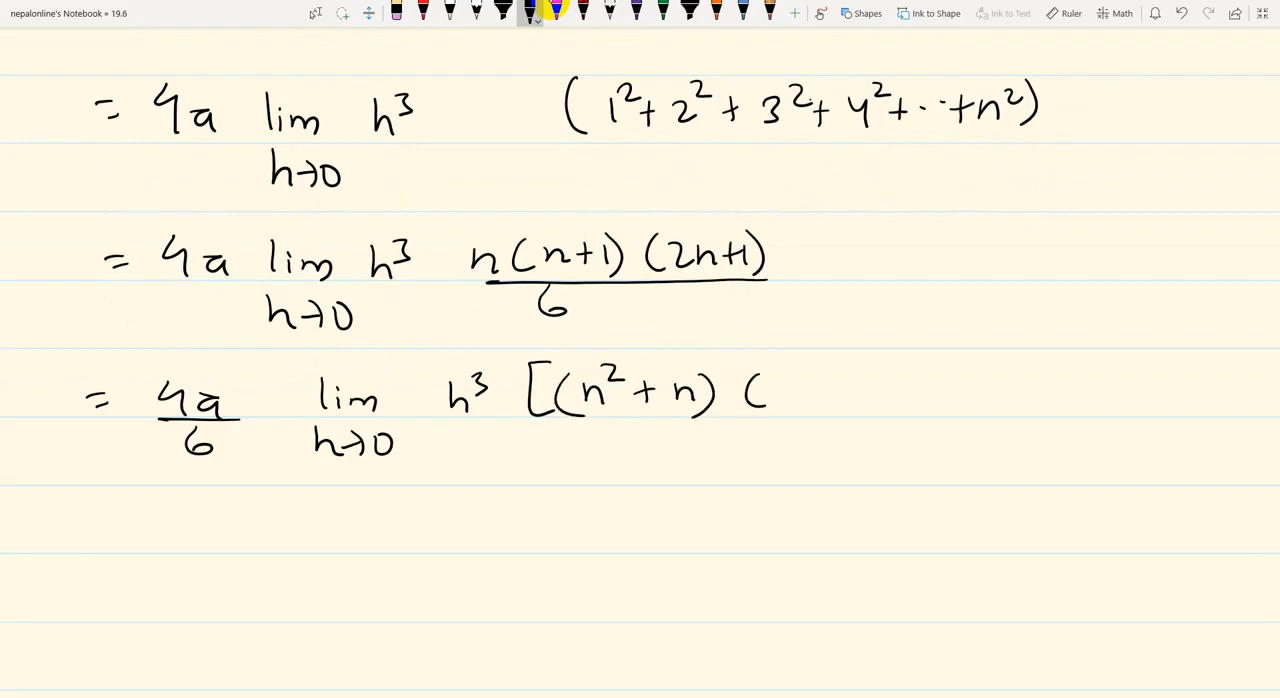 nepalonline's Notebook » 19.6
Shapes Ink to Shape Ink to Text Ruler Math
= 4a lim h³ (1² + 2² + 3² + 4² + ... + n²)
h→0
= 4a lim h³ n(n+1)(2n+1)
h→0 6
= 4a lim h³ [(n² + n) (
6 h→0